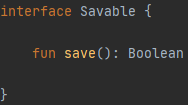 interface Savable {
fun save(): Boolean
}